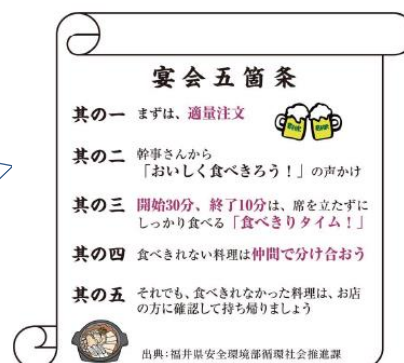 宴会五箇条
其の一 まずは、適量注文
其の二 幹事さんから
「おいしく食べきろう！」の声かけ
其の三 開始30分、終了10分は、席を立たずに
しっかり食べる「食べきりタイム！」
其の四 食べきれない料理は仲間で分け合おう
其の五 それでも、食べきれなかった料理は、お店
の方に確認して持ち帰りましょう
出典：福井県安全環境部循環社会推進課